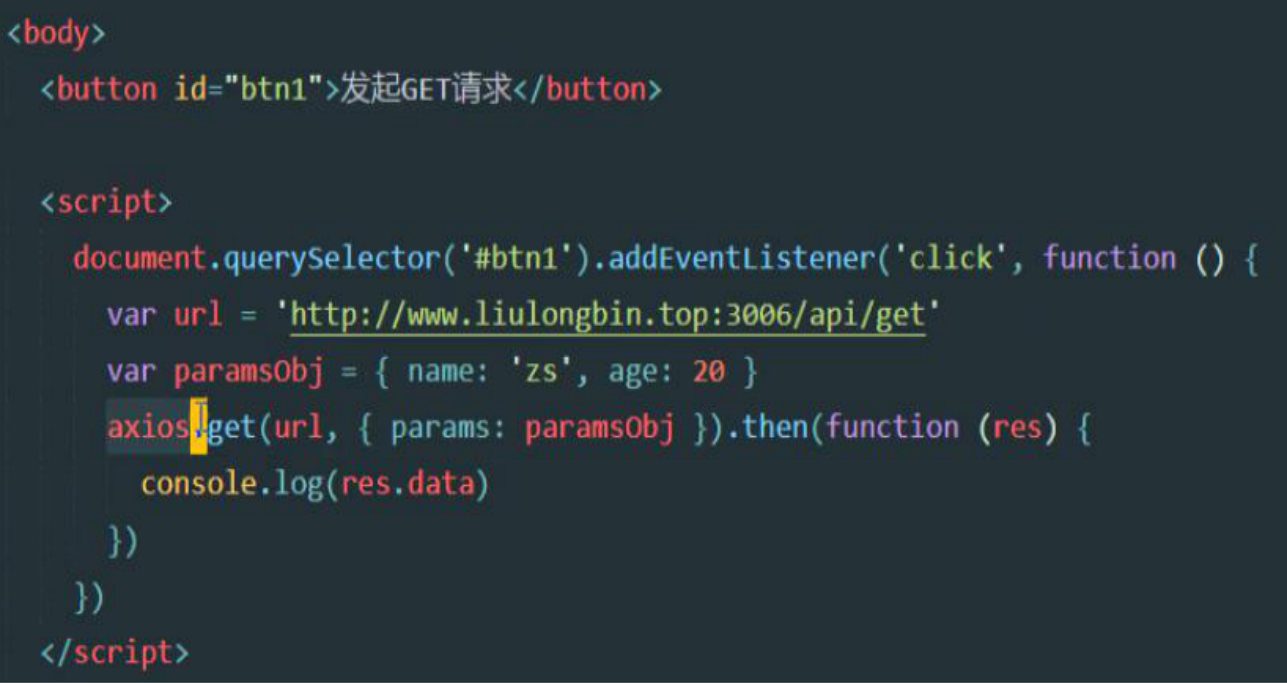 <body>
<button id="btn1">发起GET请求</button>
<script>
document.querySelector('#btn1').addEventListener('click', function () {
var url = 'http://www.liulongbin.top:3006/api/get'
var paramsObj = { name: 'zs', age: 20 }
axios.get(url, { params: paramsObj }).then(function (res) {
console.log(res.data)
})
})
</script>